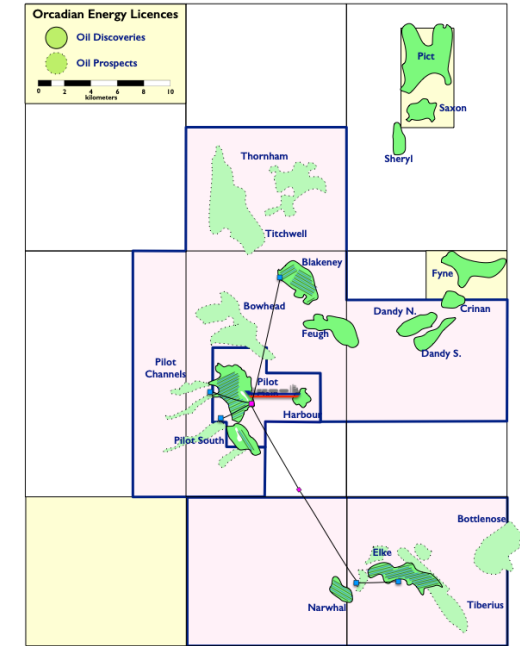 Orcadian Energy Licences
Oil Discoveries
Oil Prospects
0 2 4 6 8 10
kilometers
Pict
Saxon
Sheryl
Thornham
Titchwell
Blakeney
Fyne
Bowhead
Dandy N.
Crinan
Feugh
Dandy S.
Pilot
Channels
Pilot
Harbour
Pilot South
Bottlenose
Elke
Narwhal
Tiberius